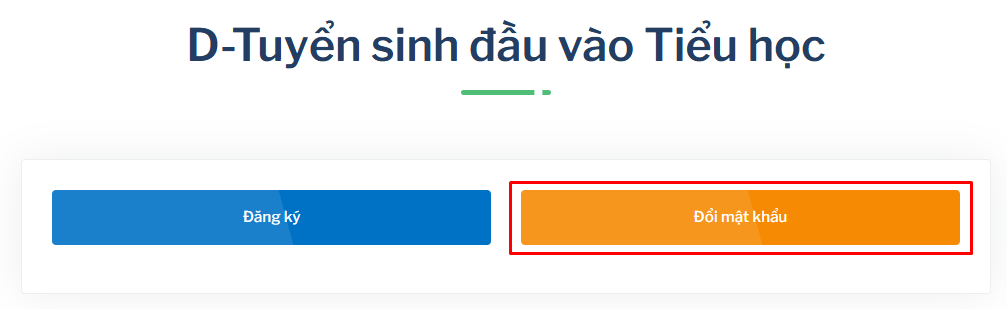 D-Tuyển sinh đầu vào Tiểu học
Đăng ký
Đổi mật khẩu